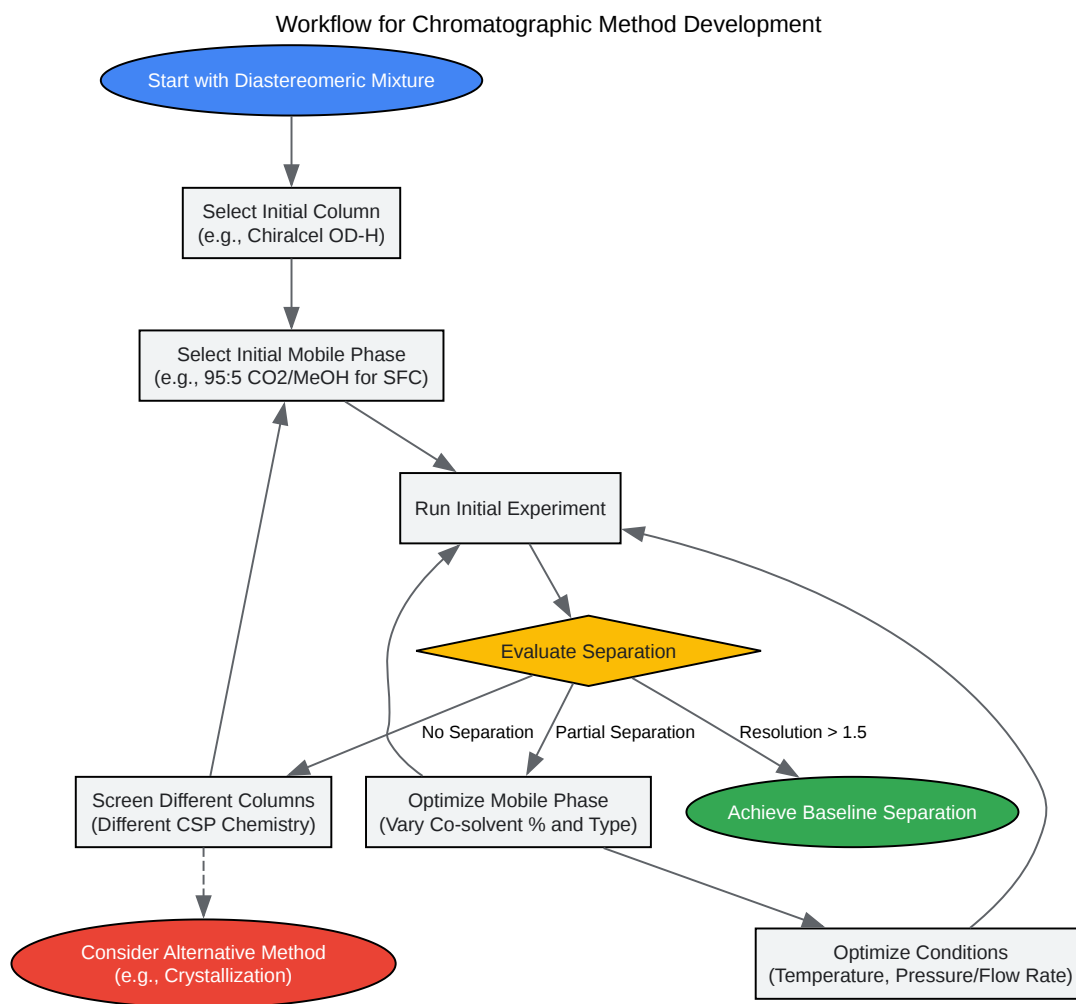 Workflow for Chromatographic Method Development
Start with Diastereomeric Mixture
Select Initial Column
(e.g., Chiralcel OD-H)
Select Initial Mobile Phase
(e.g., 95:5 CO2/MeOH for SFC)
Run Initial Experiment
Evaluate Separation
No Separation
Partial Separation
Resolution > 1.5
Screen Different Columns
(Different CSP Chemistry)
Optimize Mobile Phase
(Vary Co-solvent % and Type)
Achieve Baseline Separation
Consider Alternative Method
(e.g., Crystallization)
Optimize Conditions
(Temperature, Pressure/Flow Rate)